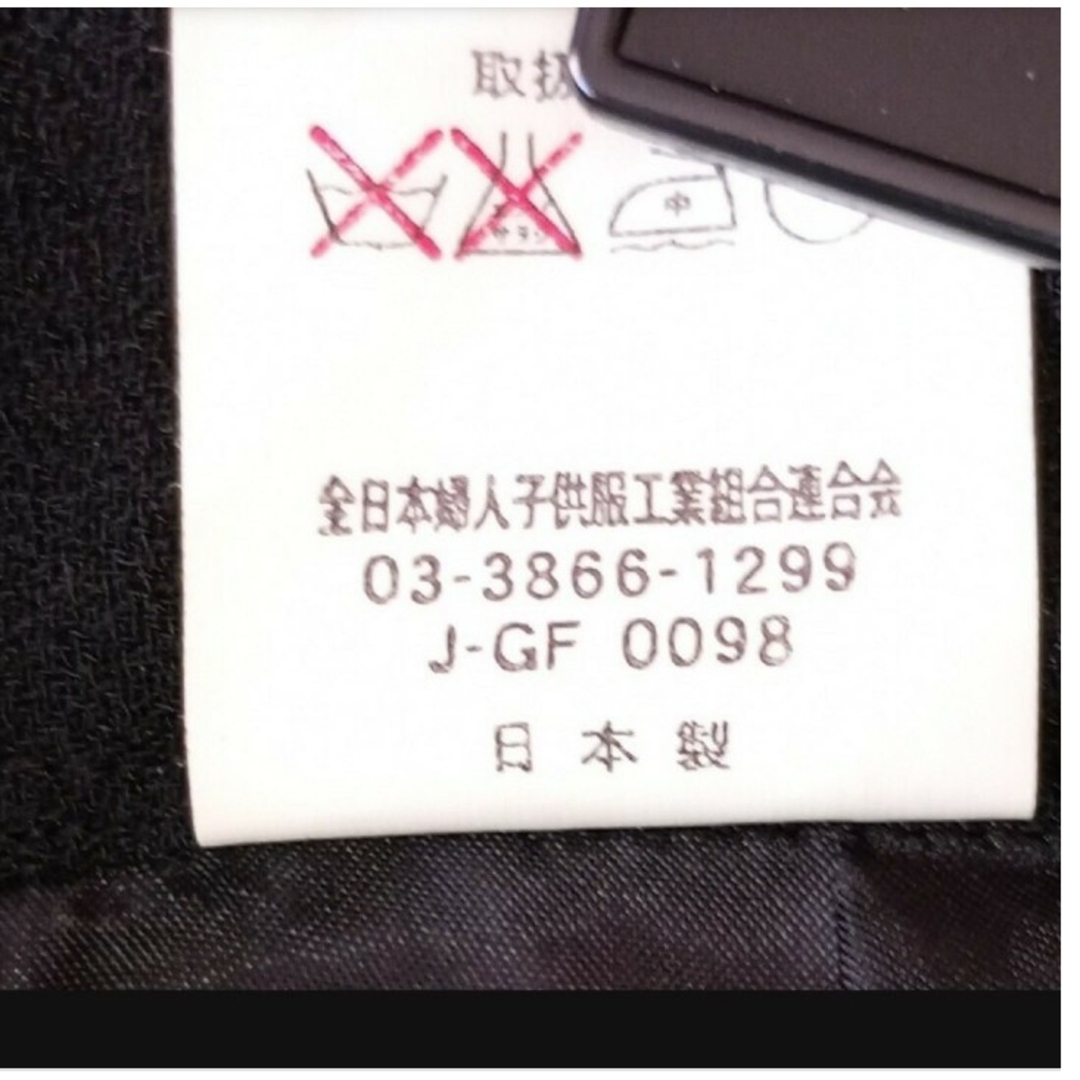 取扱
中
全日本婦人子供服工業組合連合会
03-3866-1299
J-GF 0098
日本製